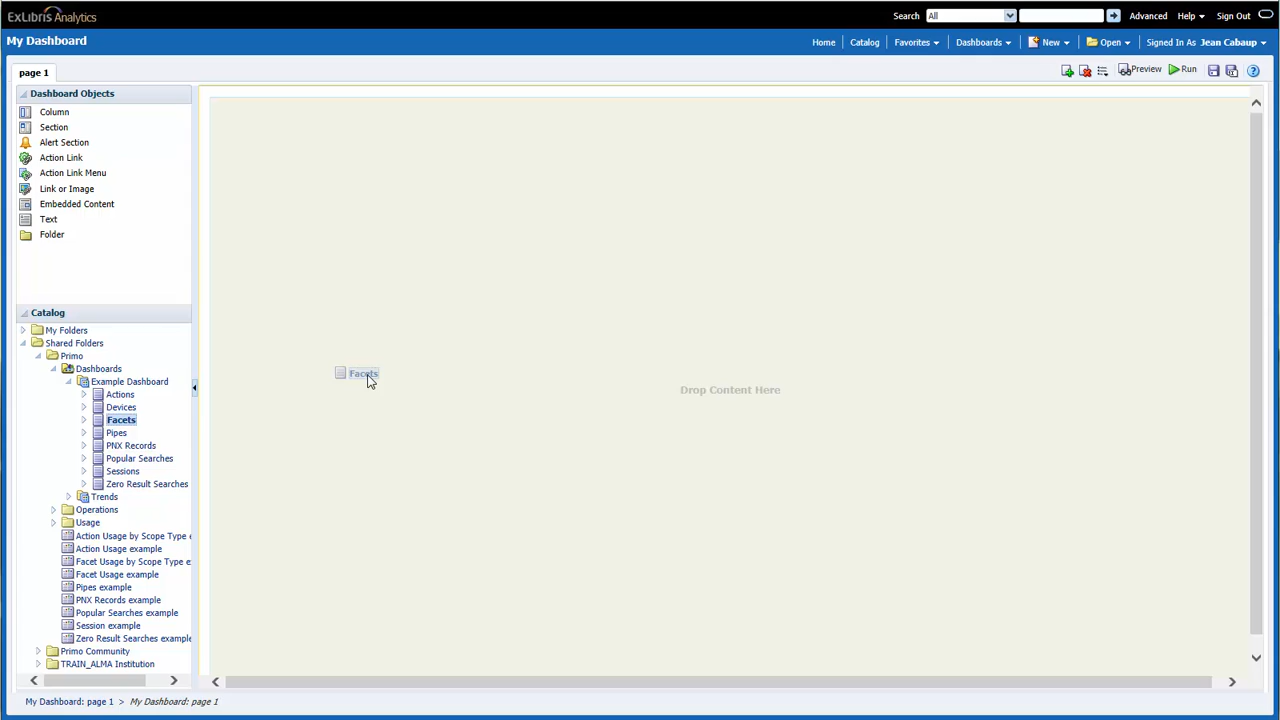 ExLibris Analytics
Search All Advanced Help Sign Out
My Dashboard
Home Catalog Favorites Dashboards New Open Signed In As Jean Cabaup
page 1
Preview Run
Dashboard Objects
Column
Section
Alert Section
Action Link
Action Link Menu
Link or Image
Embedded Content
Text
Folder
Catalog
My Folders
Shared Folders
Primo
Dashboards
Example Dashboard
Actions
Devices
Facets
Pipes
PNX Records
Popular Searches
Sessions
Zero Result Searches
Trends
Operations
Usage
Action Usage by Scope Type e
Action Usage example
Facet Usage by Scope Type ex
Facet Usage example
Pipes example
PNX Records example
Popular Searches example
Session example
Zero Result Searches example
Primo Community
TRAIN_ALMA Institution
Facets
Drop Content Here
My Dashboard: page 1 > My Dashboard: page 1